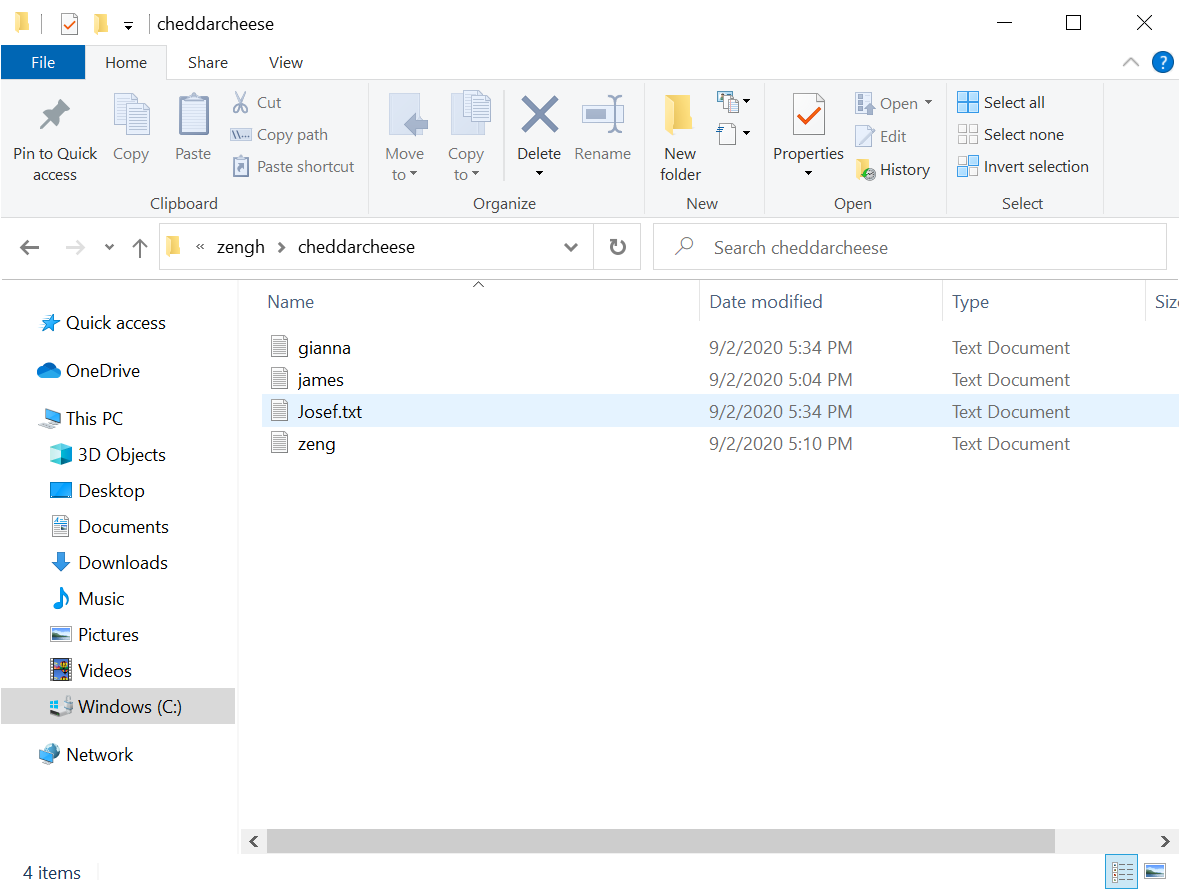 cheddarcheese
File Home Share View ?
Pin to Quick access
Copy
Paste
Cut
Copy path
Paste shortcut
Clipboard
Move to
Copy to
Delete
Rename
Organize
New folder
New
Properties
Open
Edit
History
Open
Select all
Select none
Invert selection
Select
« zengh > cheddarcheese
Search cheddarcheese
Quick access
OneDrive
This PC
3D Objects
Desktop
Documents
Downloads
Music
Pictures
Videos
Windows (C:)
Network
Name Date modified Type Siz
gianna 9/2/2020 5:34 PM Text Document
james 9/2/2020 5:04 PM Text Document
Josef.txt 9/2/2020 5:34 PM Text Document
zeng 9/2/2020 5:10 PM Text Document
4 items